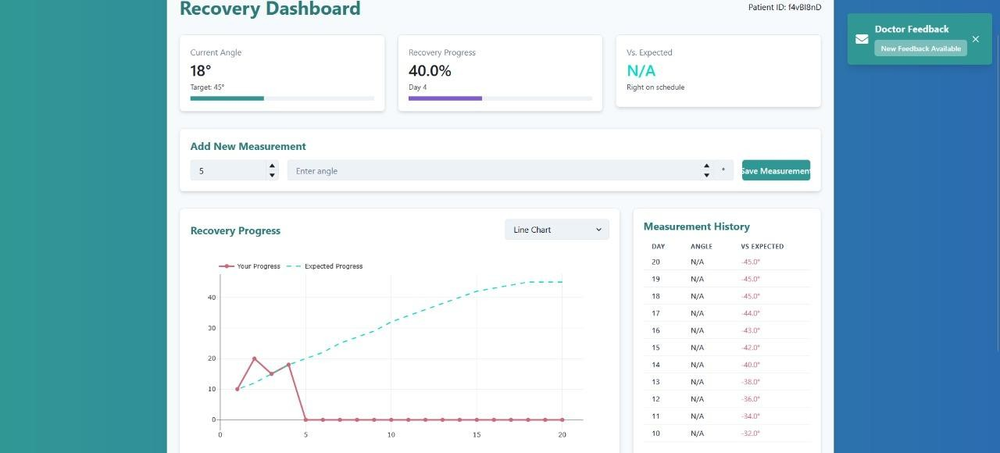 Recovery Dashboard
Patient ID: f4vBl8nD
Doctor Feedback
New Feedback Available
Current Angle
18°
Target: 45°
Recovery Progress
40.0%
Day 4
Vs. Expected
N/A
Right on schedule
Add New Measurement
5
Enter angle
°
Save Measurement
Recovery Progress
Line Chart
Your Progress
Expected Progress
40
30
20
10
0
0 5 10 15 20
Measurement History
DAY ANGLE VS EXPECTED
20 N/A -45.0°
19 N/A -45.0°
18 N/A -45.0°
17 N/A -44.0°
16 N/A -43.0°
15 N/A -42.0°
14 N/A -40.0°
13 N/A -38.0°
12 N/A -36.0°
11 N/A -34.0°
10 N/A -32.0°